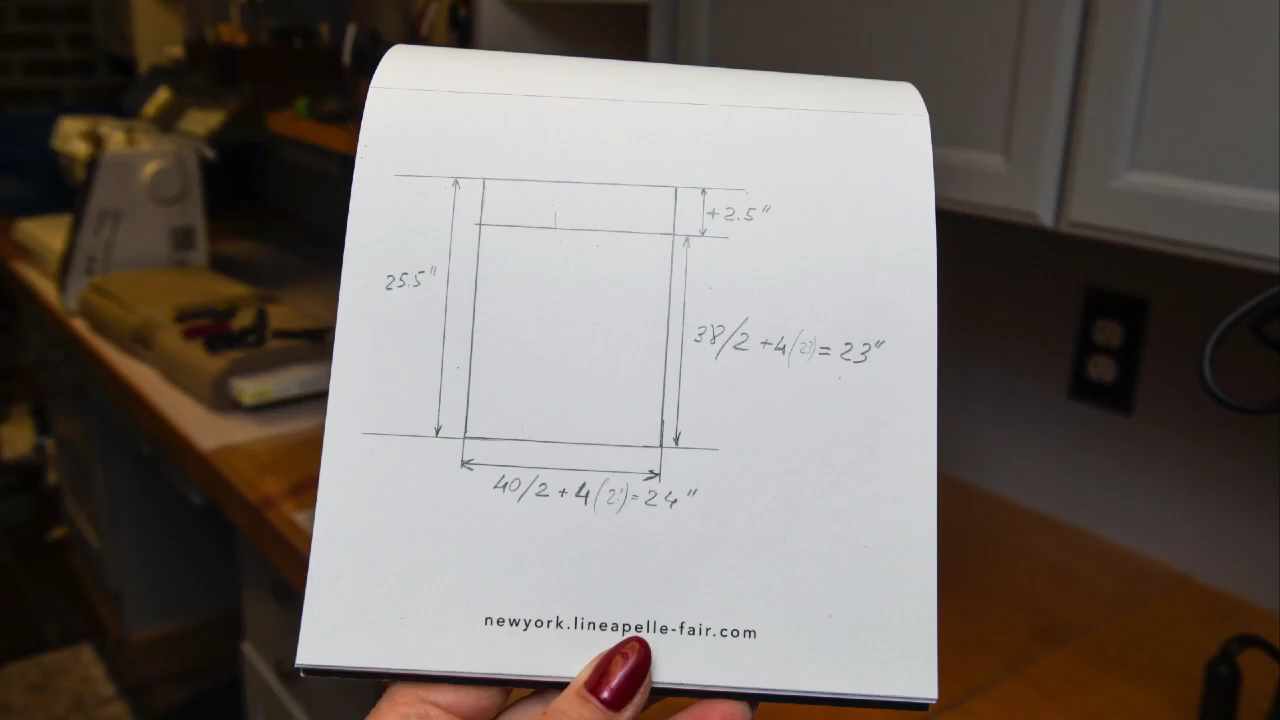 +2.5"
25.5"
38/2 +4(2?)= 23"
40/2 + 4(2?)= 24"
newyork.lineapelle-fair.com